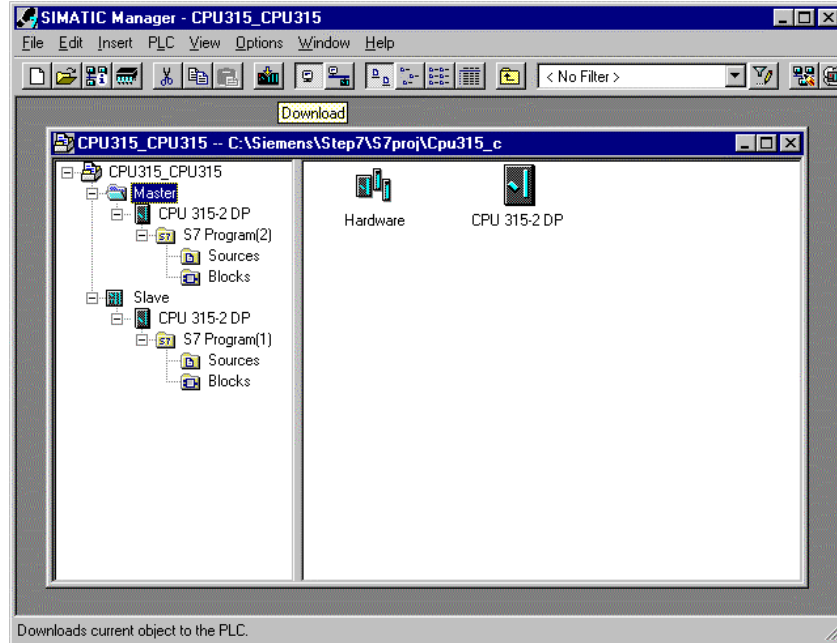 SIMATIC Manager - CPU315_CPU315
File Edit Insert PLC View Options Window Help
< No Filter >
Download
CPU315_CPU315 -- C:\Siemens\Step7\S7proj\Cpu315_c
CPU315_CPU315
Master
CPU 315-2 DP
S7 Program(2)
Sources
Blocks
Slave
CPU 315-2 DP
S7 Program(1)
Sources
Blocks
Hardware
CPU 315-2 DP
Downloads current object to the PLC.